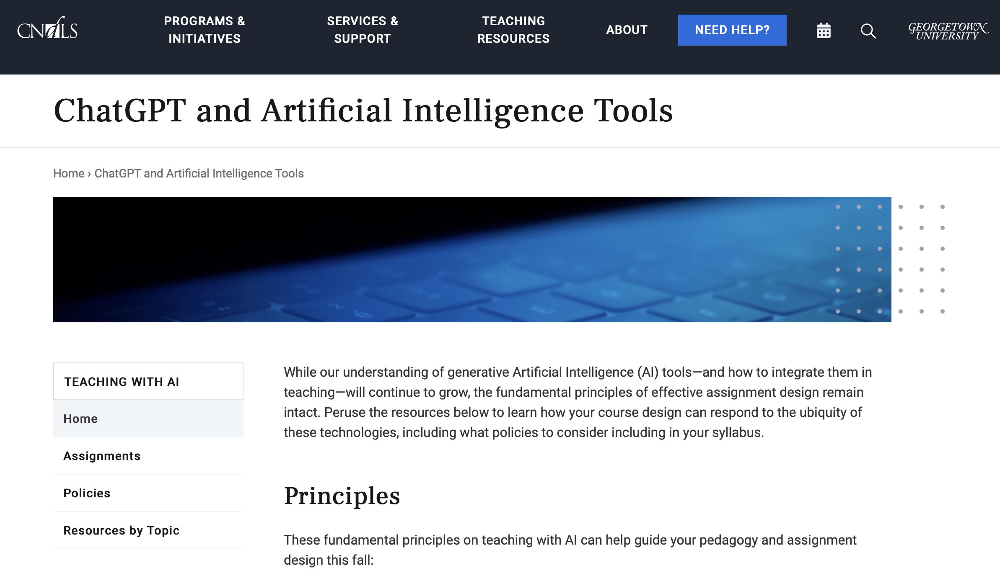 CNDLS
PROGRAMS &
INITIATIVES
SERVICES &
SUPPORT
TEACHING
RESOURCES
ABOUT
NEED HELP?
GEORGETOWN
UNIVERSITY
ChatGPT and Artificial Intelligence Tools
Home › ChatGPT and Artificial Intelligence Tools
TEACHING WITH AI
Home
Assignments
Policies
Resources by Topic
While our understanding of generative Artificial Intelligence (AI) tools—and how to integrate them in
teaching—will continue to grow, the fundamental principles of effective assignment design remain
intact. Peruse the resources below to learn how your course design can respond to the ubiquity of
these technologies, including what policies to consider including in your syllabus.
Principles
These fundamental principles on teaching with AI can help guide your pedagogy and assignment
design this fall: